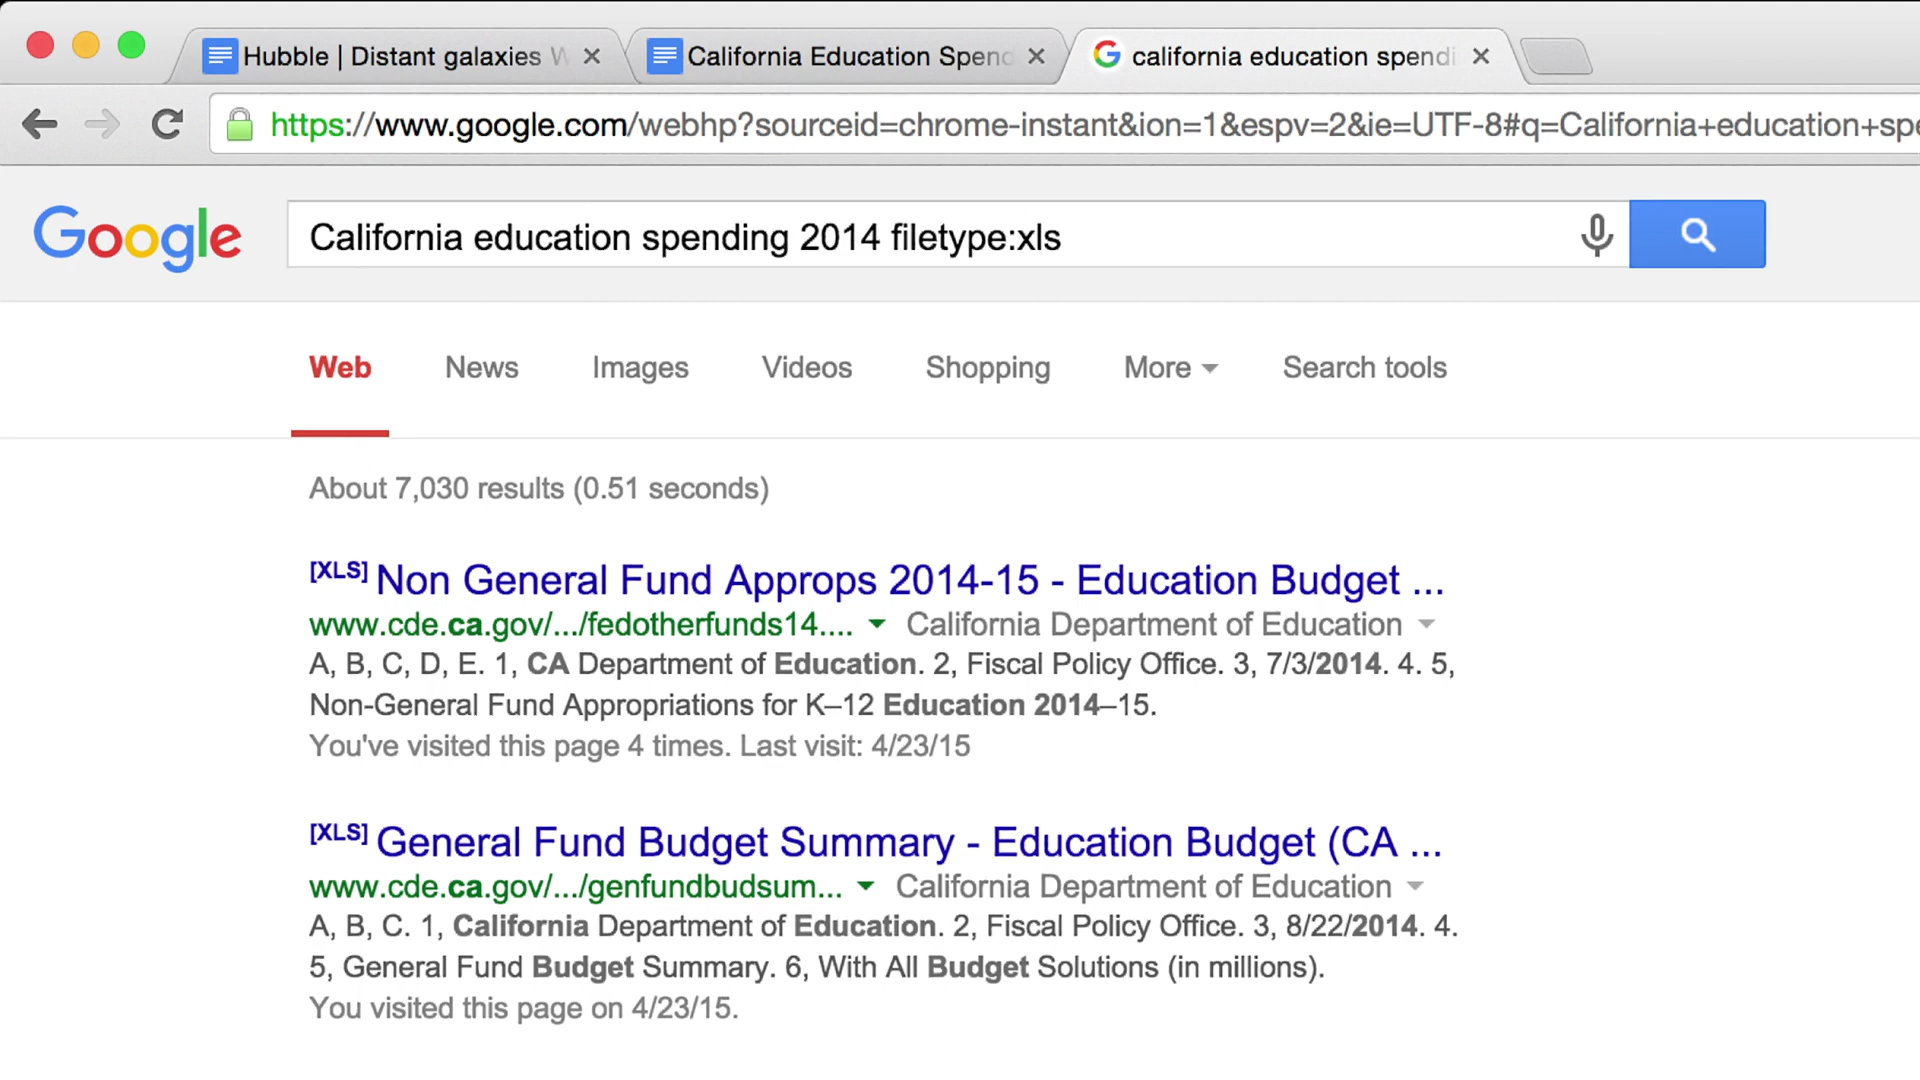 Hubble | Distant galaxies W
California Education Spend
california education spendi
https://www.google.com/webhp?sourceid=chrome-instant&ion=1&espv=2&ie=UTF-8#q=California+education+spe
Google
California education spending 2014 filetype:xls
Web News Images Videos Shopping More Search tools
About 7,030 results (0.51 seconds)
[XLS] Non General Fund Approps 2014-15 - Education Budget ...
www.cde.ca.gov/.../fedotherfunds14.... California Department of Education
A, B, C, D, E. 1, CA Department of Education. 2, Fiscal Policy Office. 3, 7/3/2014. 4. 5,
Non-General Fund Appropriations for K–12 Education 2014–15.
You've visited this page 4 times. Last visit: 4/23/15
[XLS] General Fund Budget Summary - Education Budget (CA ...
www.cde.ca.gov/.../genfundbudsum... California Department of Education
A, B, C. 1, California Department of Education. 2, Fiscal Policy Office. 3, 8/22/2014. 4.
5, General Fund Budget Summary. 6, With All Budget Solutions (in millions).
You visited this page on 4/23/15.